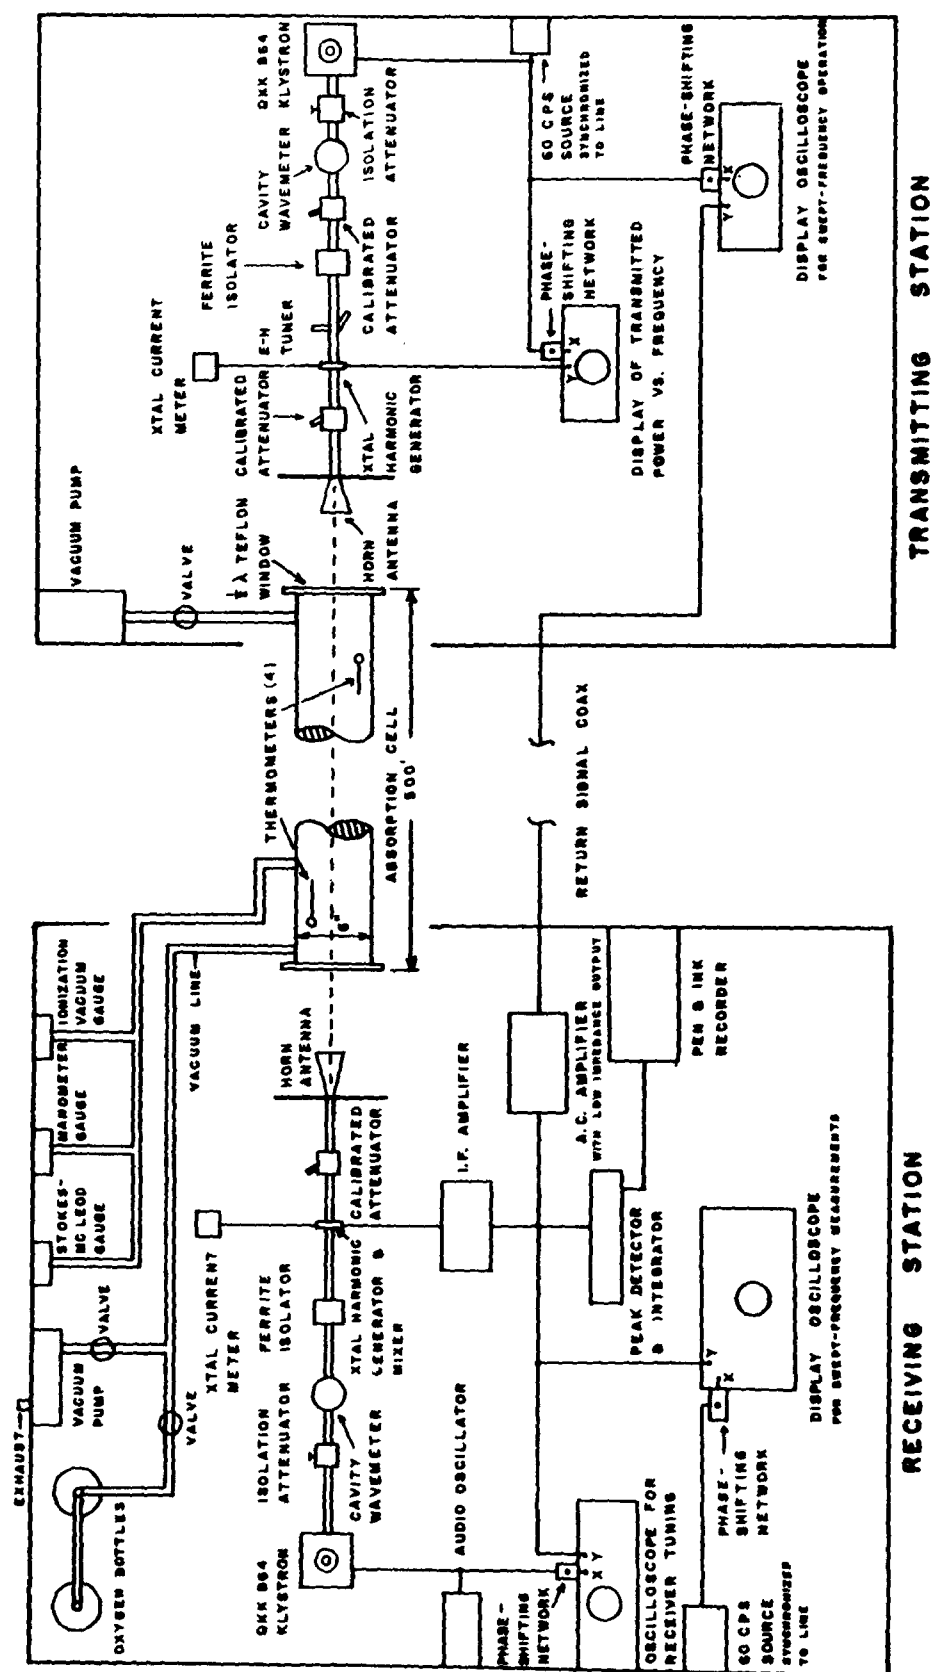 EXHAUST
OXYGEN BOTTLES
VACUUM
PUMP
VALVE
VALVE
STOKES-
MC LEOD
GAUGE
MANOMETER
GAUGE
IONIZATION
VACUUM
GAUGE
VACUUM LINE
XTAL CURRENT
METER
QKK 864
KLYSTRON
ISOLATION
ATTENUATOR
CAVITY
WAVEMETER
FERRITE
ISOLATOR
XTAL HARMONIC
GENERATOR &
MIXER
CALIBRATED
ATTENUATOR
HORN
ANTENNA
6"
THERMOMETERS (4)
ABSORPTION CELL
500'
VACUUM PUMP
VALVE
½ λ TEFLON
WINDOW
HORN
ANTENNA
CALIBRATED
ATTENUATOR
XTAL CURRENT
METER
XTAL
HARMONIC
GENERATOR
E-H
TUNER
FERRITE
ISOLATOR
CALIBRATED
ATTENUATOR
CAVITY
WAVEMETER
ISOLATION
ATTENUATOR
QKK 864
KLYSTRON
AUDIO OSCILLATOR
I.F. AMPLIFIER
PHASE-
SHIFTING
NETWORK
X Y
OSCILLOSCOPE FOR
RECEIVER TUNING
A.C. AMPLIFIER
WITH LOW IMPEDANCE OUTPUT
PEAK DETECTOR
& INTEGRATOR
PEN & INK
RECORDER
RETURN SIGNAL COAX
60 CPS
SOURCE
SYNCHRONIZED
TO LINE
PHASE-
SHIFTING
NETWORK
X
Y
DISPLAY OSCILLOSCOPE
FOR SWEPT-FREQUENCY MEASUREMENTS
60 CPS
SOURCE
SYNCHRONIZED
TO LINE
PHASE-
SHIFTING
NETWORK
Y
X
DISPLAY OF TRANSMITTED
POWER VS. FREQUENCY
PHASE-SHIFTING
NETWORK
Y
X
DISPLAY OSCILLOSCOPE
FOR SWEPT-FREQUENCY OPERATION
RECEIVING STATION
TRANSMITTING STATION